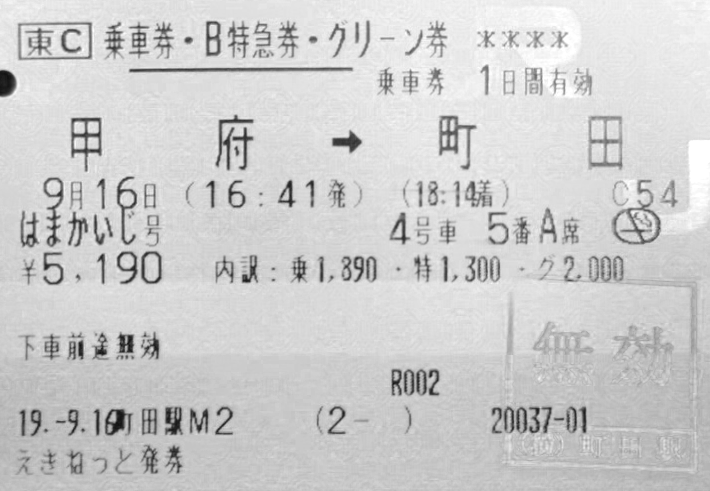 東C 乗車券・B特急券・グリーン券 ****
乗車券 1日間有効
甲府 ➡ 町田
9月16日 (16:41発) (18:14着) C54
はまかいじ号 4号車 5番A席
¥5,190 内訳:乗1,890・特1,300・グ2,000
下車前途無効
無効
R002
19.-9.16町田駅M2 (2- ) 20037-01
町田駅
えきねっと発券